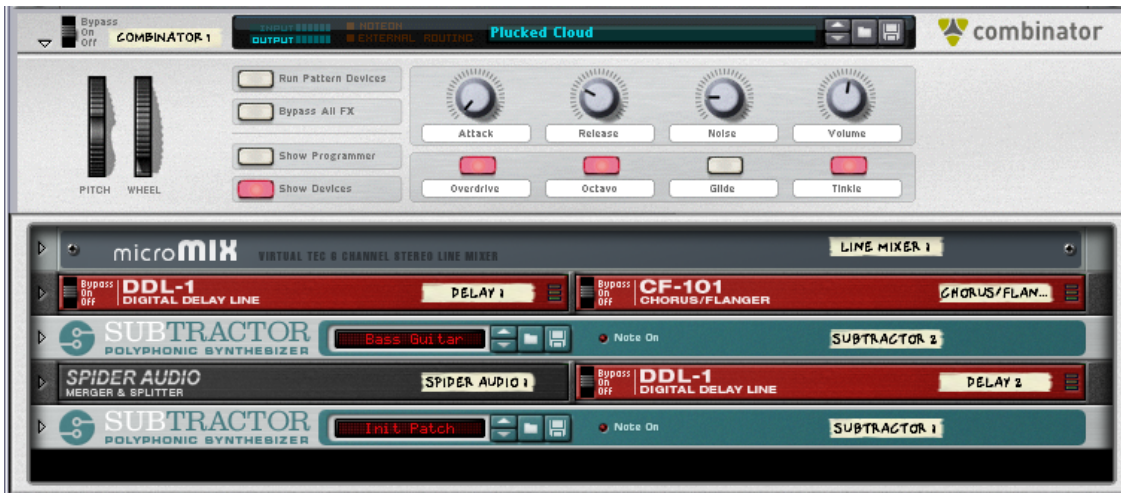 Bypass
On
Off
COMBINATOR 1
INPUT
OUTPUT
NOTEON
EXTERNAL ROUTING
Plucked Cloud
combinator
Run Pattern Devices
Bypass All FX
Show Programmer
Show Devices
PITCH WHEEL
Attack Release Noise Volume
Overdrive Octavo Glide Tinkle
microMIX VIRTUAL TEC 6 CHANNEL STEREO LINE MIXER LINE MIXER 1
Bypass
On
Off
DDL-1
DIGITAL DELAY LINE
DELAY 1
Bypass
On
Off
CF-101
CHORUS/FLANGER
CHORUS/FLAN...
SUBTRACTOR
POLYPHONIC SYNTHESIZER
Bass Guitar
Note On
SUBTRACTOR 2
SPIDER AUDIO
MERGER & SPLITTER
SPIDER AUDIO 1
Bypass
On
Off
DDL-1
DIGITAL DELAY LINE
DELAY 2
SUBTRACTOR
POLYPHONIC SYNTHESIZER
Init Patch
Note On
SUBTRACTOR 1